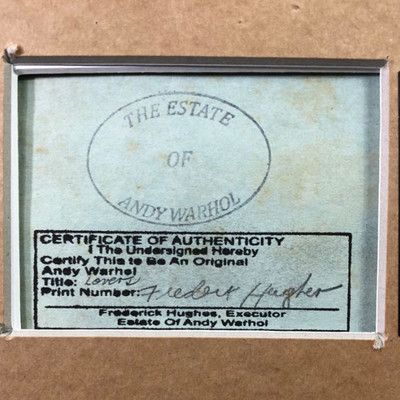 THE ESTATE
OF
ANDY WARHOL
CERTIFICATE OF AUTHENTICITY
I The Undersigned Hereby
Certify This to Be An Original
Andy Warhol
Title: Lovers
Print Number: Frederick Hughes
Frederick Hughes, Executor
Estate Of Andy Warhol